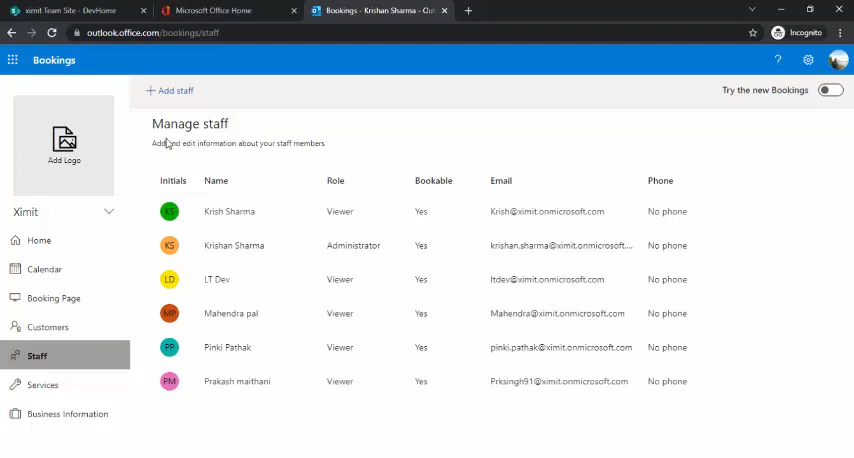 ximit Team Site - DevHome
Microsoft Office Home
Bookings - Krishan Sharma - Out
outlook.office.com/bookings/staff
Incognito
Bookings
?
Add staff
Try the new Bookings
Add Logo
Manage staff
Add and edit information about your staff members
Initials Name Role Bookable Email Phone
KS Krish Sharma Viewer Yes Krish@ximit.onmicrosoft.com No phone
KS Krishan Sharma Administrator Yes krishan.sharma@ximit.onmicrosoft.... No phone
LD LT Dev Viewer Yes ltdev@ximit.onmicrosoft.com No phone
MP Mahendra pal Viewer Yes Mahendra@ximit.onmicrosoft.com No phone
PP Pinki Pathak Viewer Yes pinki.pathak@ximit.onmicrosoft.com No phone
PM Prakash maithani Viewer Yes Prksingh91@ximit.onmicrosoft.com No phone
Ximit
Home
Calendar
Booking Page
Customers
Staff
Services
Business Information